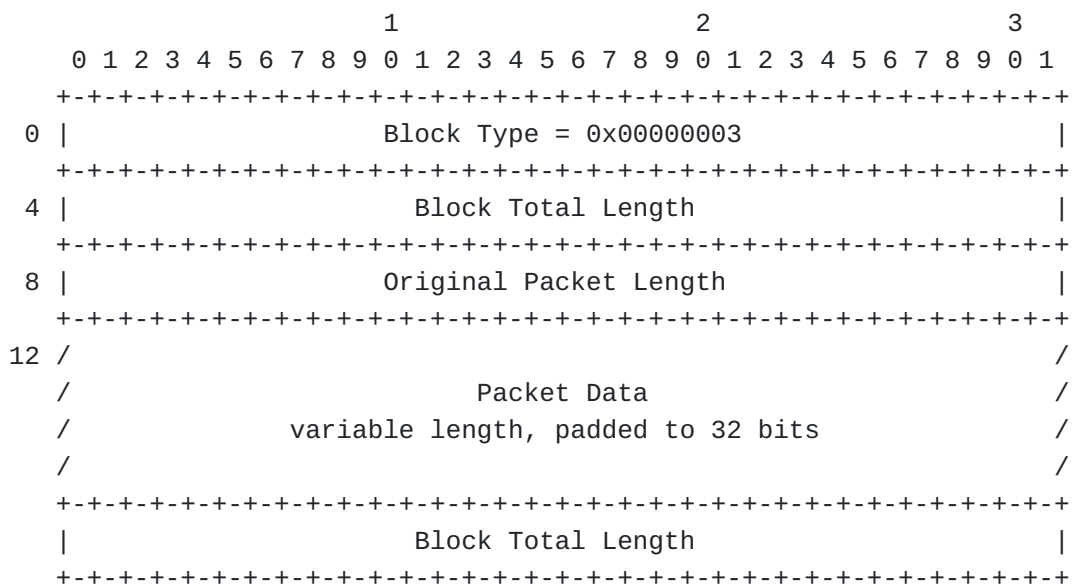 1                   2                   3
    0 1 2 3 4 5 6 7 8 9 0 1 2 3 4 5 6 7 8 9 0 1 2 3 4 5 6 7 8 9 0 1
   +-+-+-+-+-+-+-+-+-+-+-+-+-+-+-+-+-+-+-+-+-+-+-+-+-+-+-+-+-+-+-+-+
 0 |                    Block Type = 0x00000003                    |
   +-+-+-+-+-+-+-+-+-+-+-+-+-+-+-+-+-+-+-+-+-+-+-+-+-+-+-+-+-+-+-+-+
 4 |                      Block Total Length                       |
   +-+-+-+-+-+-+-+-+-+-+-+-+-+-+-+-+-+-+-+-+-+-+-+-+-+-+-+-+-+-+-+-+
 8 |                    Original Packet Length                     |
   +-+-+-+-+-+-+-+-+-+-+-+-+-+-+-+-+-+-+-+-+-+-+-+-+-+-+-+-+-+-+-+-+
12 /                                                               /
   /                          Packet Data                          /
   /              variable length, padded to 32 bits               /
   /                                                               /
   +-+-+-+-+-+-+-+-+-+-+-+-+-+-+-+-+-+-+-+-+-+-+-+-+-+-+-+-+-+-+-+-+
   |                      Block Total Length                       |
   +-+-+-+-+-+-+-+-+-+-+-+-+-+-+-+-+-+-+-+-+-+-+-+-+-+-+-+-+-+-+-+-+